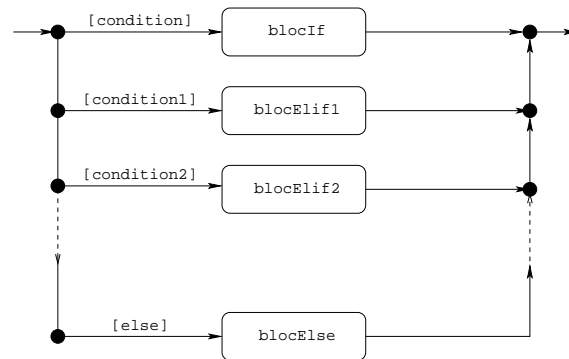 [condition] blocIf
[condition1] blocElif1
[condition2] blocElif2
[else] blocElse